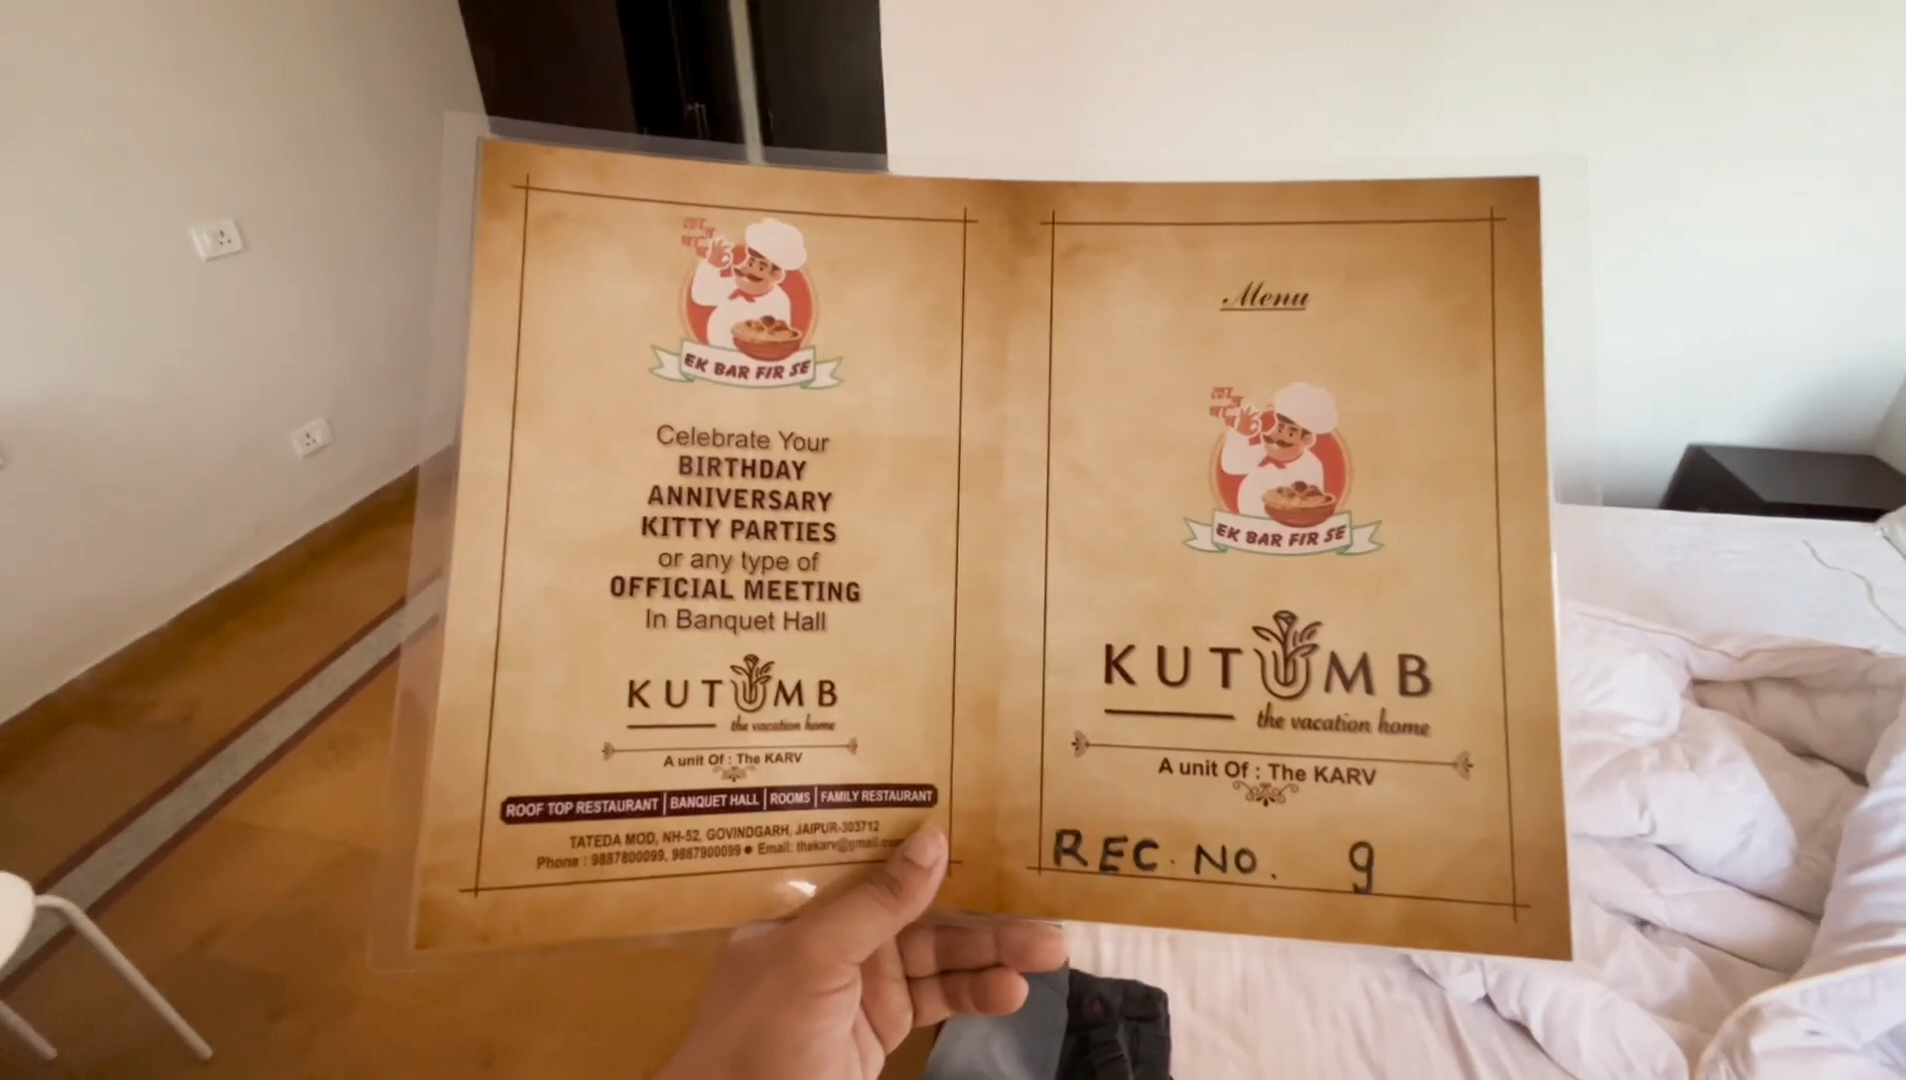 EK BAR FIR SE
Celebrate Your
BIRTHDAY
ANNIVERSARY
KITTY PARTIES
or any type of
OFFICIAL MEETING
In Banquet Hall
KUTUMB
the vacation home
A unit Of : The KARV
ROOF TOP RESTAURANT | BANQUET HALL | ROOMS | FAMILY RESTAURANT
TATEDA MOD, NH-52, GOVINDGARH, JAIPUR-303712
Phone : 9887800099, 9887900099 ● Email: thekarv@gmail.com
Menu
EK BAR FIR SE
KUTUMB
the vacation home
A unit Of : The KARV
REC. NO. 9